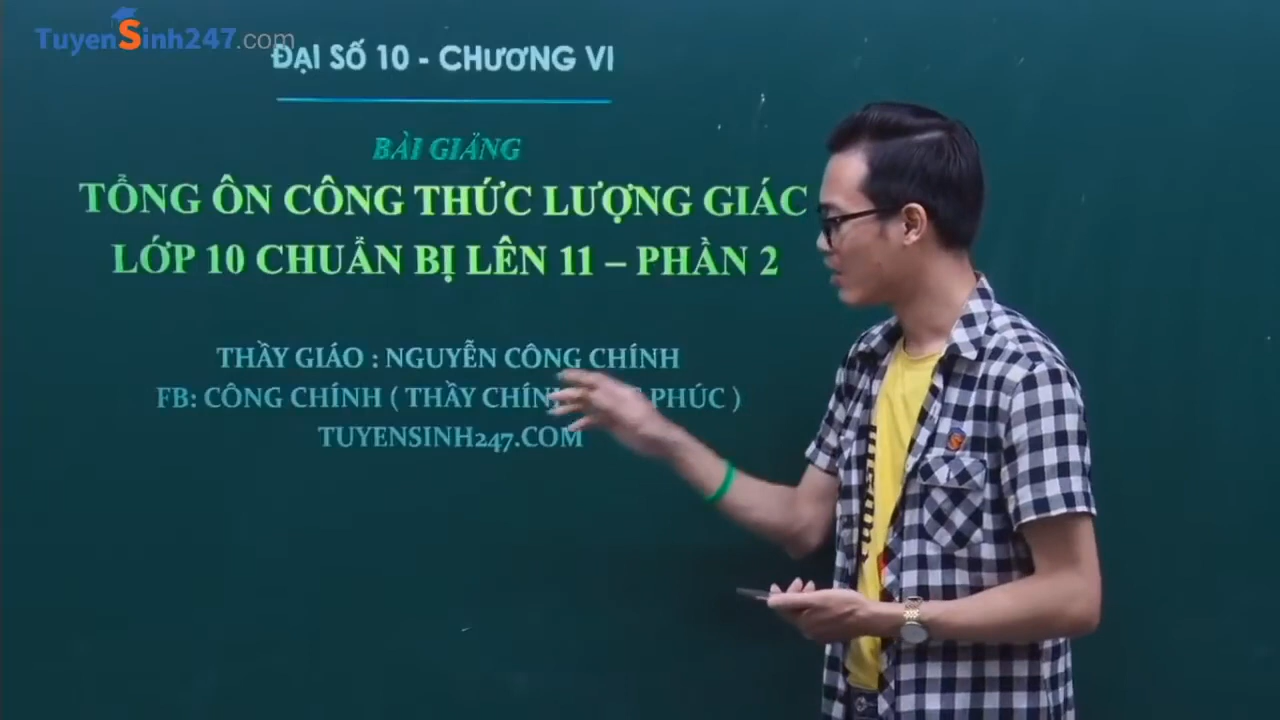 TuyenSinh247.com
ĐẠI SỐ 10 - CHƯƠNG VI
BÀI GIẢNG
TỔNG ÔN CÔNG THỨC LƯỢNG GIÁC
LỚP 10 CHUẨN BỊ LÊN 11 – PHẦN 2
THẦY GIÁO : NGUYỄN CÔNG CHÍNH
FB: CÔNG CHÍNH ( THẦY CHÍNH PHÚC )
TUYENSINH247.COM